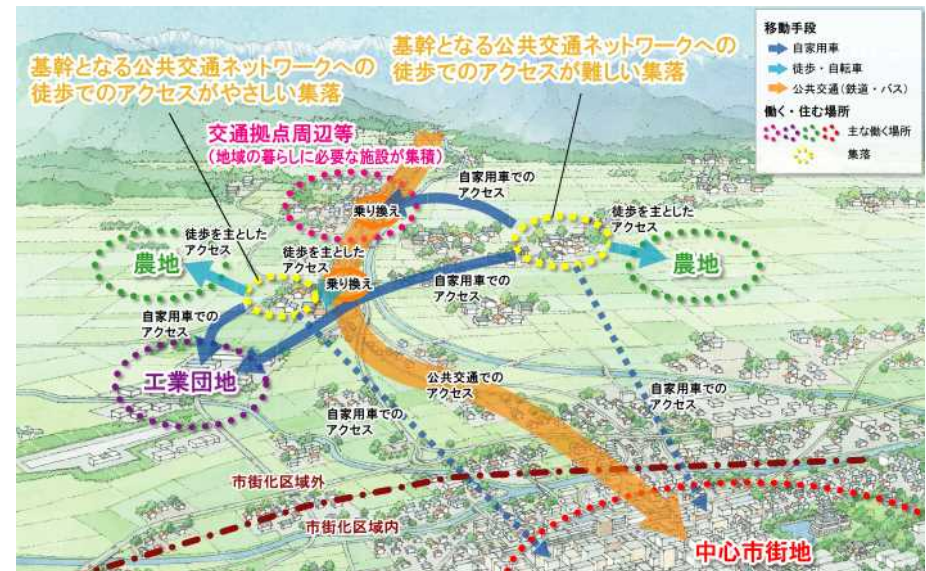 基幹となる公共交通ネットワークへの
徒歩でのアクセスがやさしい集落
基幹となる公共交通ネットワークへの
徒歩でのアクセスが難しい集落
移動手段
自家用車
徒歩・自転車
公共交通(鉄道・バス)
働く・住む場所
主な働く場所
集落
交通拠点周辺等
(地域の暮らしに必要な施設が集積)
自家用車での
アクセス
乗り換え
徒歩を主とした
アクセス
農地
徒歩を主とした
アクセス
乗り換え
徒歩を主とした
アクセス
農地
自家用車での
アクセス
自家用車での
アクセス
工業団地
公共交通での
アクセス
自家用車での
アクセス
自家用車での
アクセス
市街化区域外
市街化区域内
中心市街地